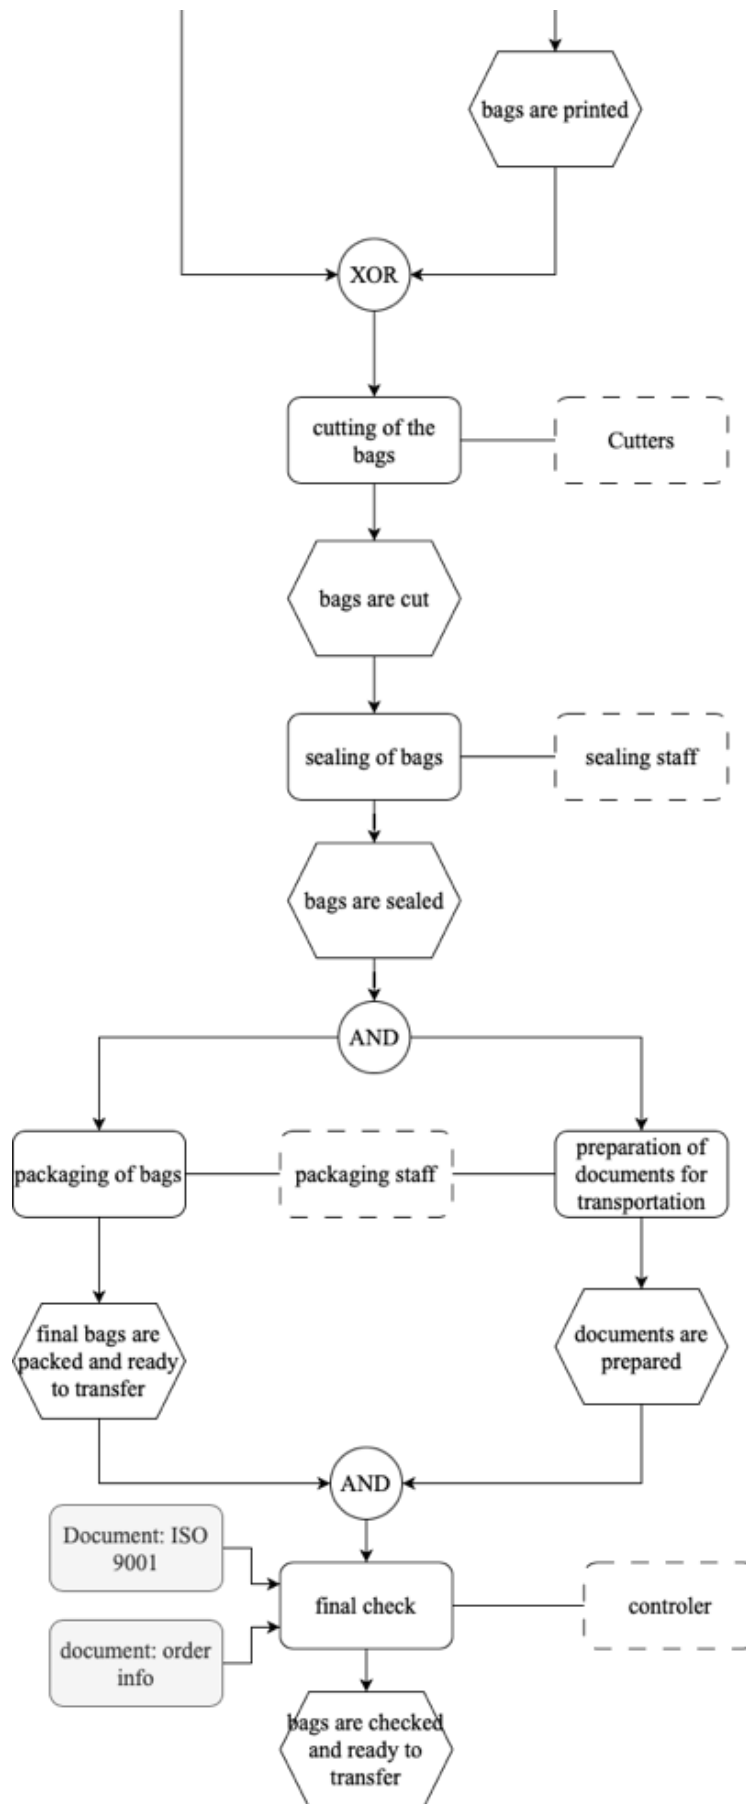 bags are printed
XOR
cutting of the
bags
Cutters
bags are cut
sealing of bags
sealing staff
bags are sealed
AND
packaging of bags
packaging staff
preparation of
documents for
transportation
final bags are
packed and ready
to transfer
documents are
prepared
AND
Document: ISO
9001
final check
controler
document: order
info
bags are checked
and ready to
transfer